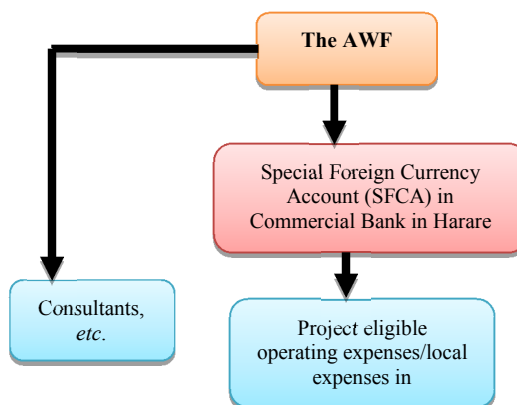 The AWF
Special Foreign Currency
Account (SFCA) in
Commercial Bank in Harare
Consultants,
etc.
Project eligible
operating expenses/local
expenses in